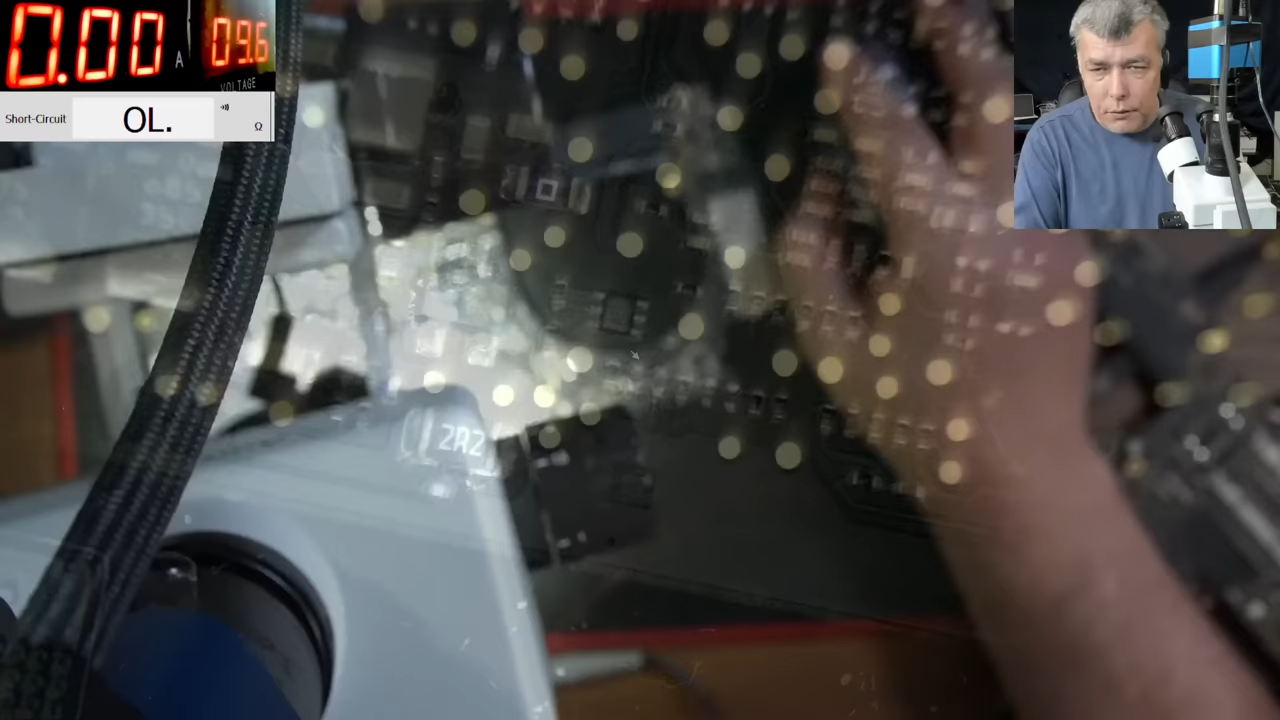 0.00 A 09.6
VOLTAGE
Short-Circuit OL. Ω
2R2